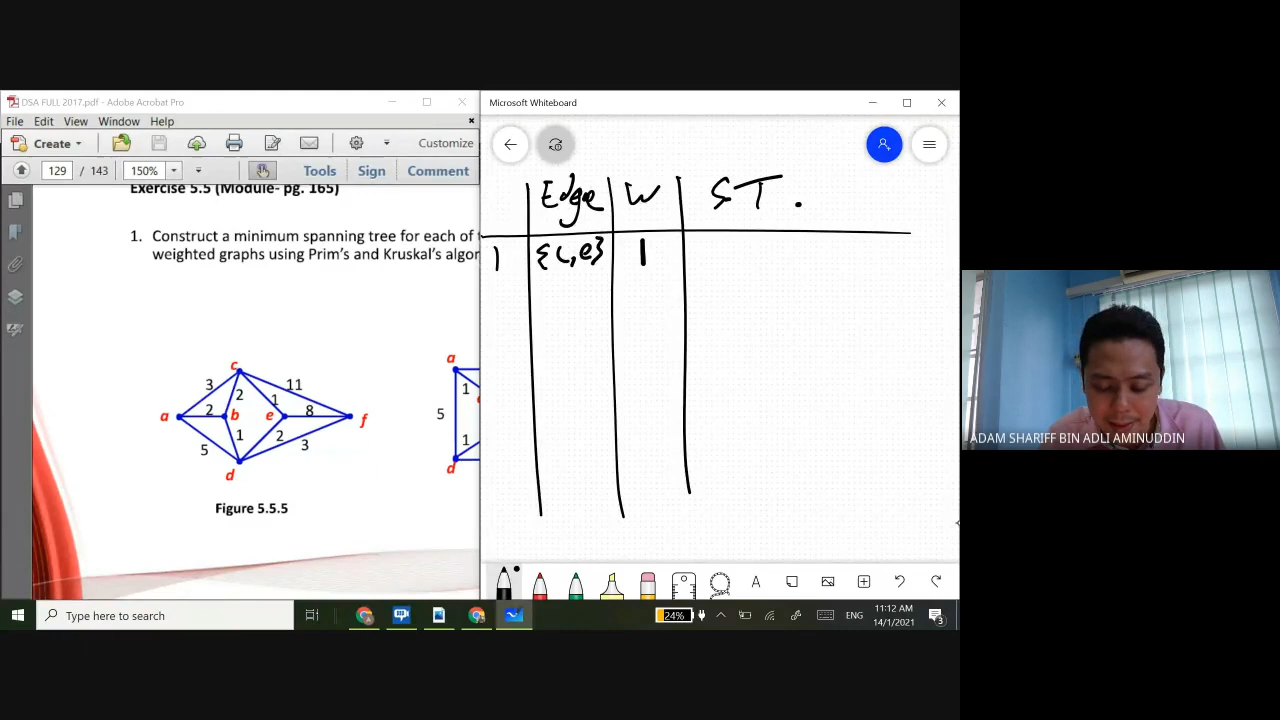 DSA FULL 2017.pdf - Adobe Acrobat Pro
File Edit View Window Help
Create
Customize
129 / 143
150%
Tools
Sign
Comment
Exercise 5.5 (Module- pg. 165)
1. Construct a minimum spanning tree for each of t
weighted graphs using Prim's and Kruskal's algor
c
3
2
11
1
a
2
b
e
8
f
1
2
3
5
d
Figure 5.5.5
a
1
5
1
d
Microsoft Whiteboard
Edge W S T .
1 {c,e} 1
A
ADAM SHARIFF BIN ADLI AMINUDDIN
Type here to search
24%
ENG
11:12 AM
14/1/2021
3